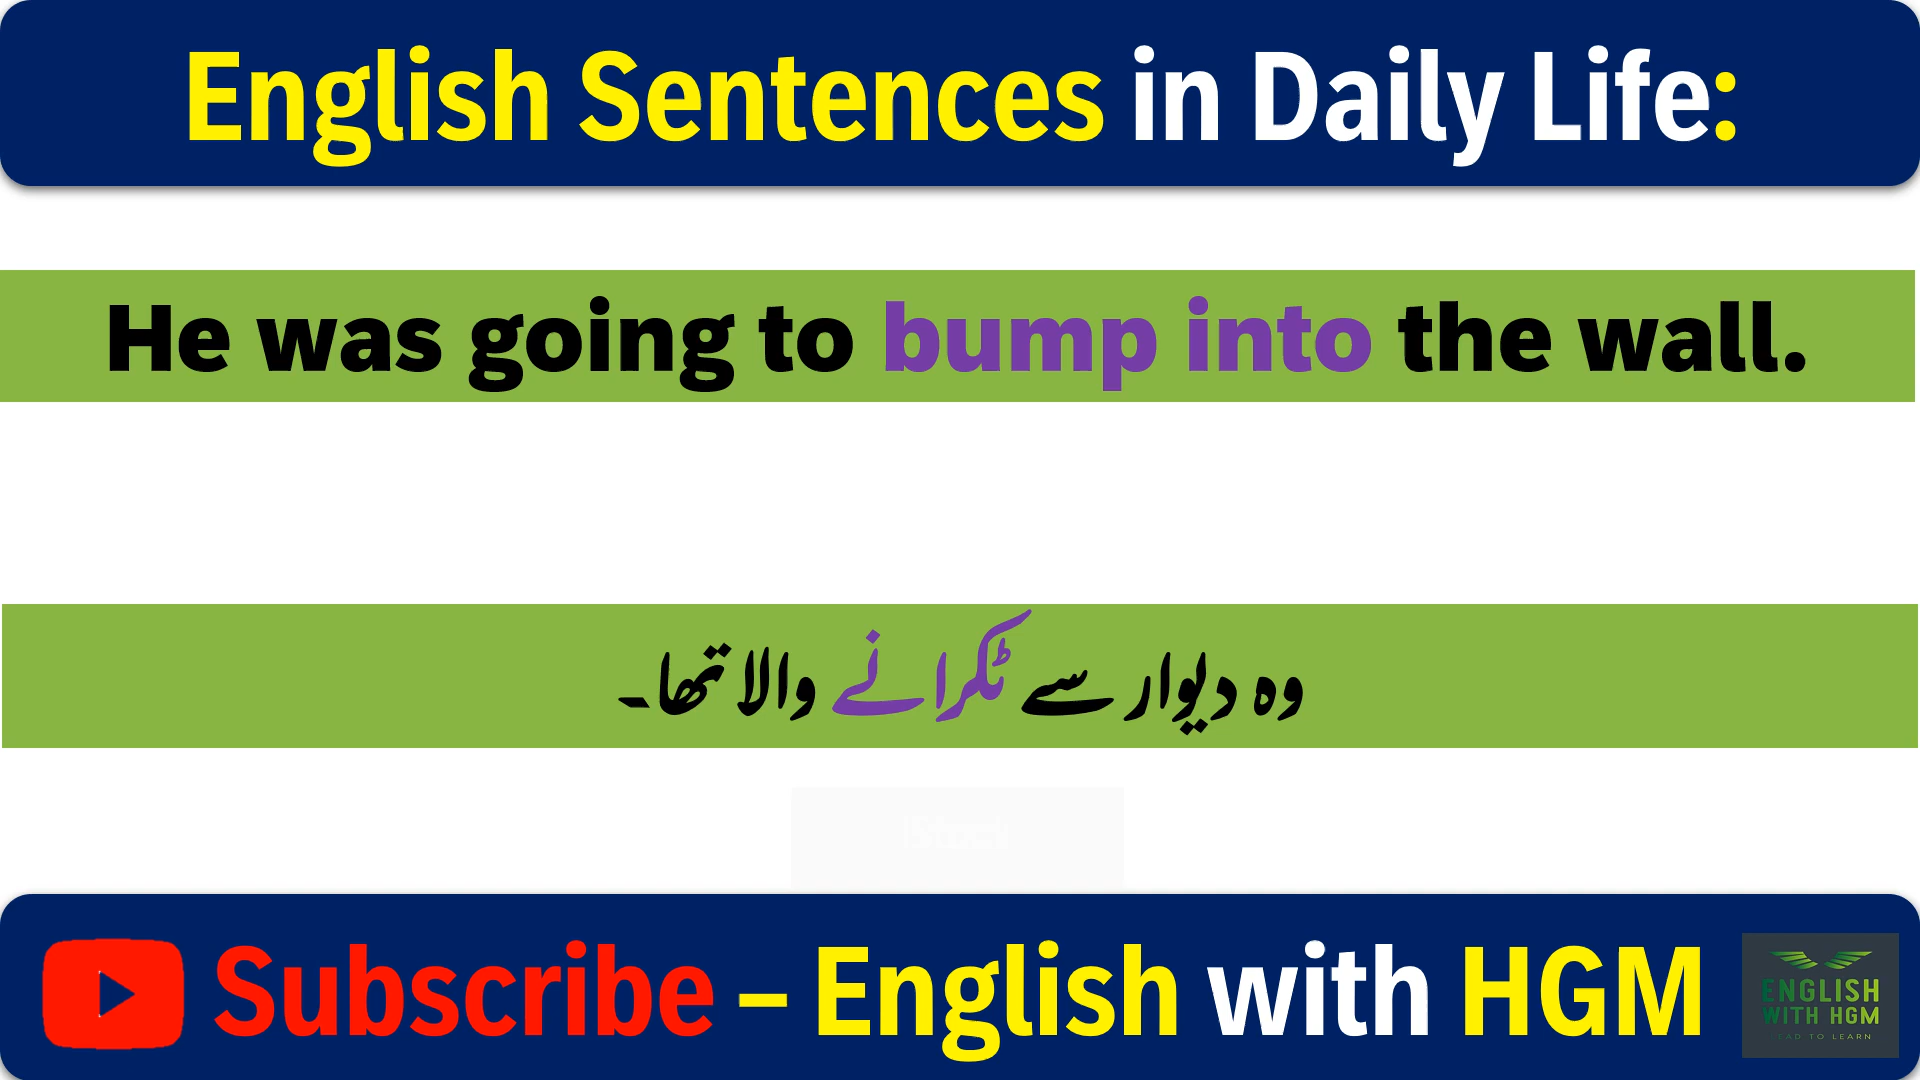 English Sentences in Daily Life:
He was going to bump into the wall.
وہ دیوار سے ٹکرانے والا تھا۔
Subscribe – English with HGM
ENGLISH
WITH HGM